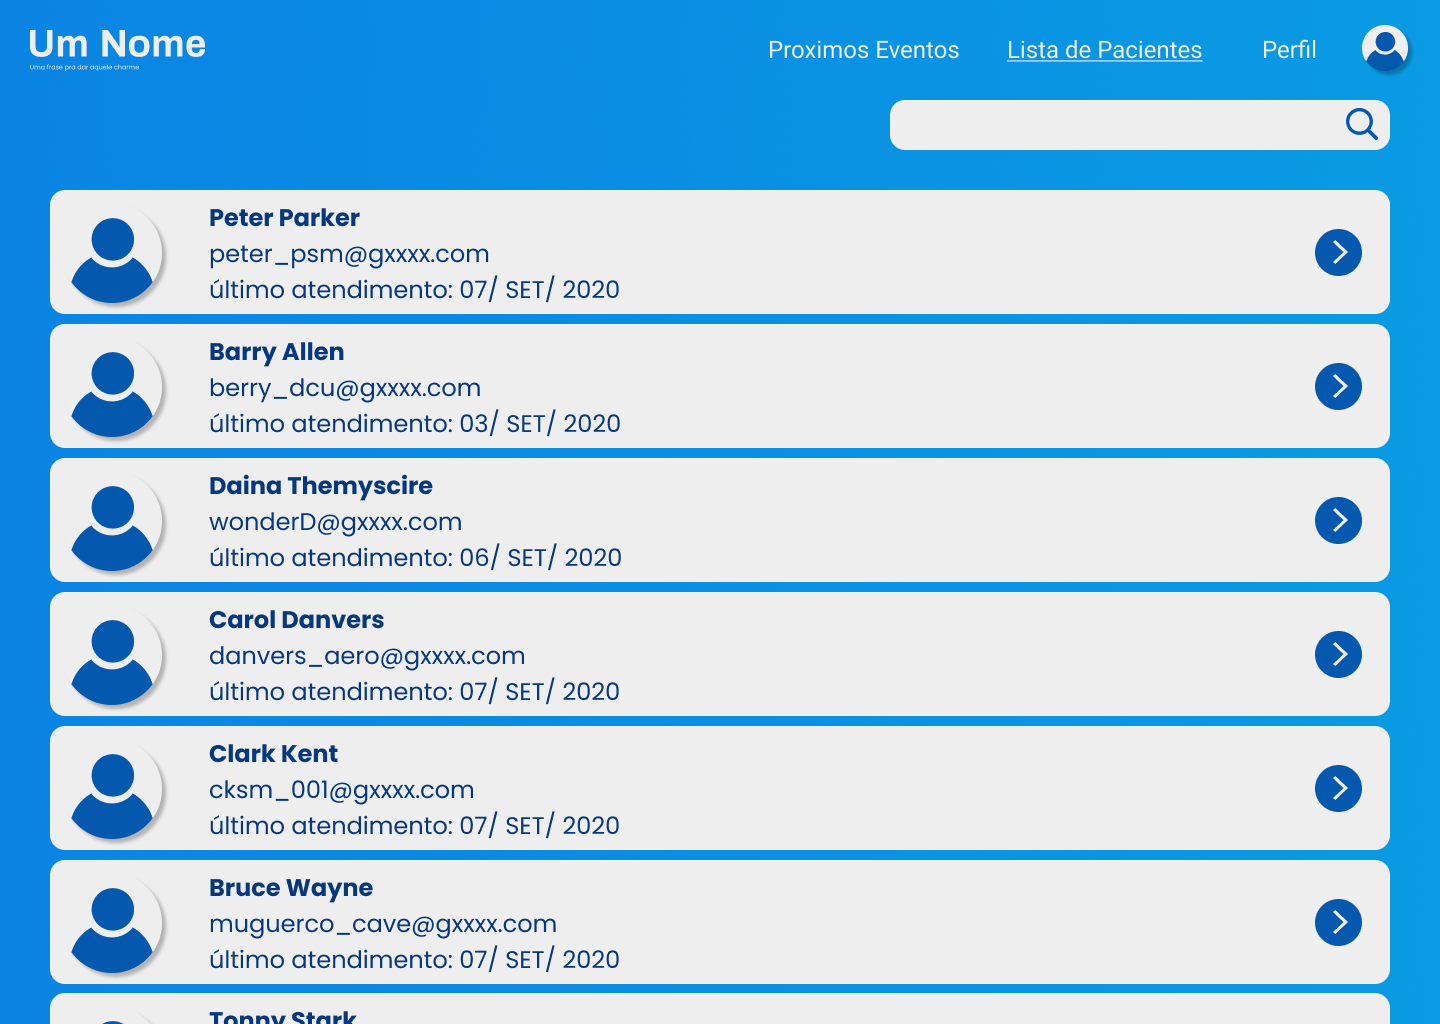 Um Nome
Uma frase pra dar aquele charme
Proximos Eventos
Lista de Pacientes
Perfil
Peter Parker
peter_psm@gxxxx.com
último atendimento: 07/ SET/ 2020
Barry Allen
berry_dcu@gxxxx.com
último atendimento: 03/ SET/ 2020
Daina Themyscire
wonderD@gxxxx.com
último atendimento: 06/ SET/ 2020
Carol Danvers
danvers_aero@gxxxx.com
último atendimento: 07/ SET/ 2020
Clark Kent
cksm_001@gxxxx.com
último atendimento: 07/ SET/ 2020
Bruce Wayne
muguerco_cave@gxxxx.com
último atendimento: 07/ SET/ 2020
Tonny Stark